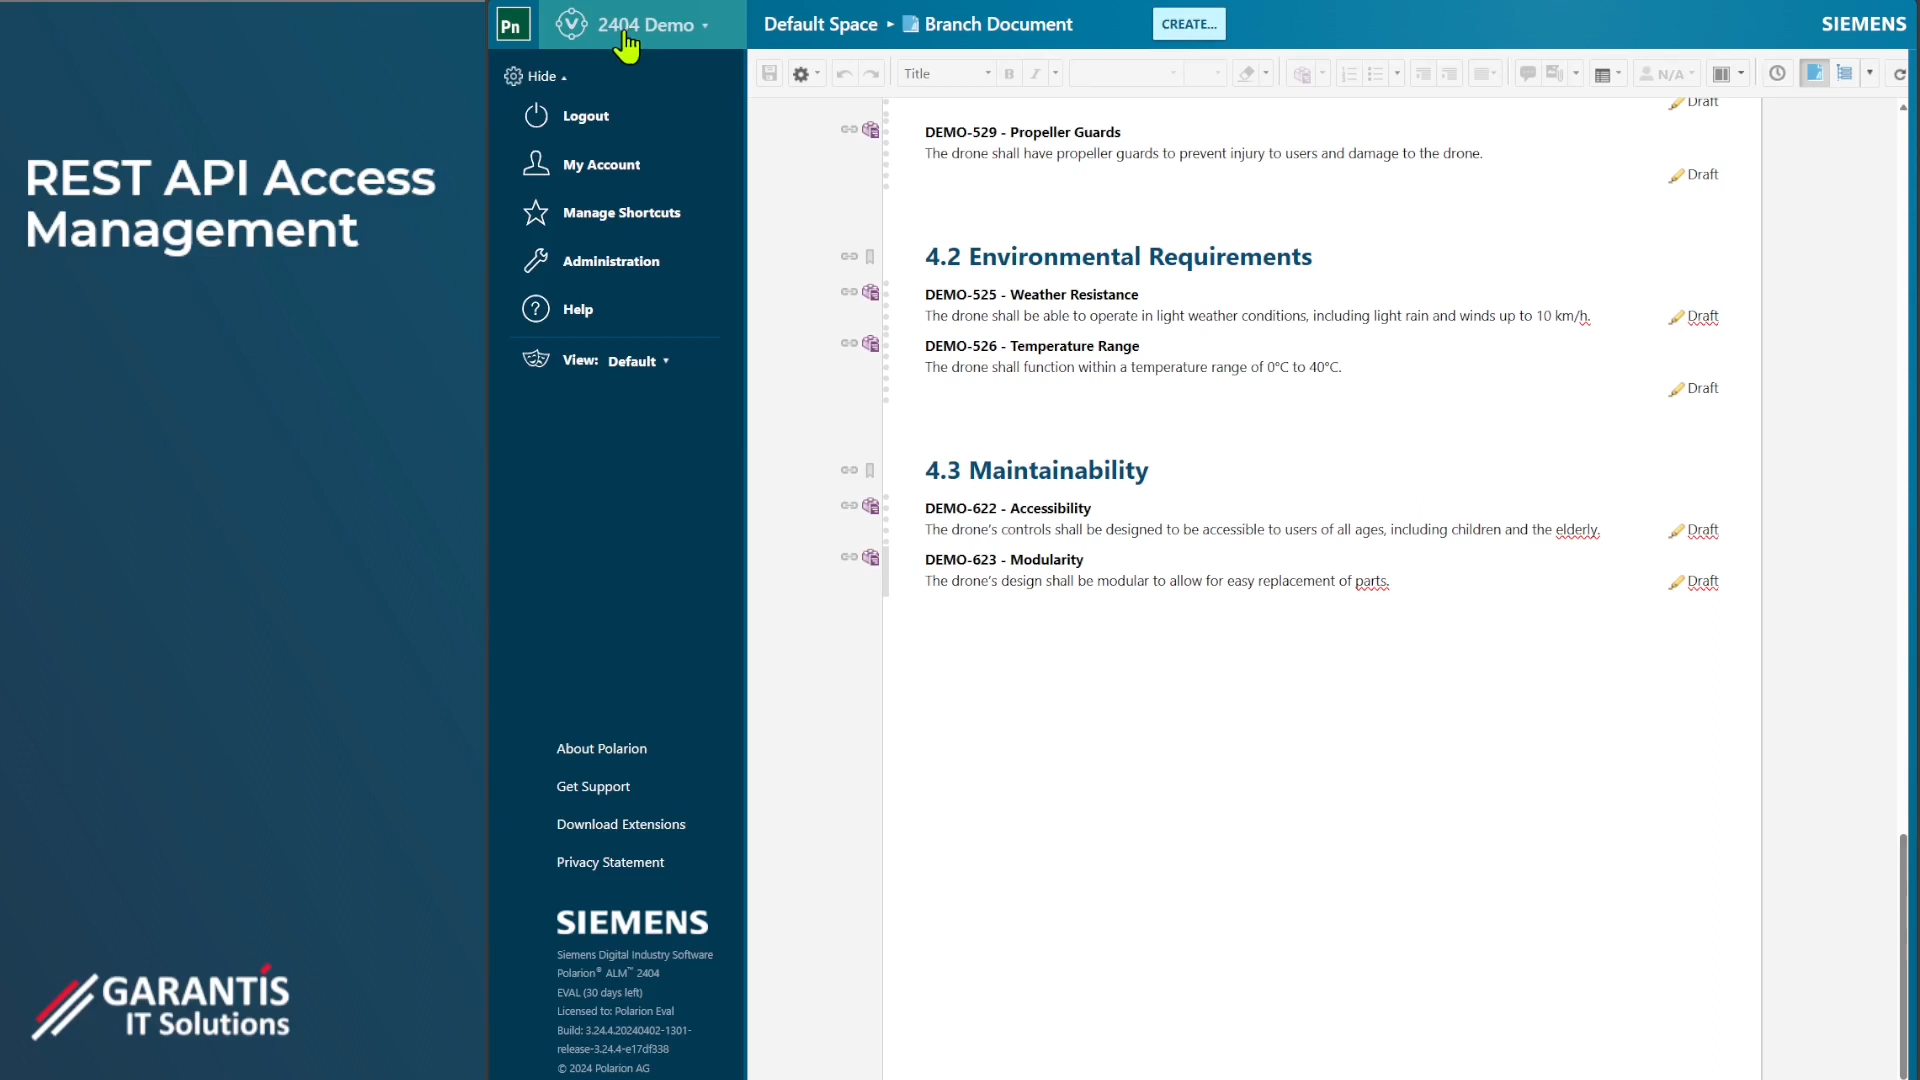 REST API Access
Management
GARANTİS
IT Solutions
Pn
2404 Demo
Hide
Logout
My Account
Manage Shortcuts
Administration
Help
View: Default
About Polarion
Get Support
Download Extensions
Privacy Statement
SIEMENS
Siemens Digital Industry Software
Polarion® ALM™ 2404
EVAL (30 days left)
Licensed to: Polarion Eval
Build: 3.24.4.20240402-1301-
release-3.24.4-e17df338
© 2024 Polarion AG
Default Space ▸ Branch Document
CREATE...
SIEMENS
Title
B
I
N/A
Draft
DEMO-529 - Propeller Guards
The drone shall have propeller guards to prevent injury to users and damage to the drone.
Draft
4.2 Environmental Requirements
DEMO-525 - Weather Resistance
The drone shall be able to operate in light weather conditions, including light rain and winds up to 10 km/h.
Draft
DEMO-526 - Temperature Range
The drone shall function within a temperature range of 0°C to 40°C.
Draft
4.3 Maintainability
DEMO-622 - Accessibility
The drone's controls shall be designed to be accessible to users of all ages, including children and the elderly.
Draft
DEMO-623 - Modularity
The drone's design shall be modular to allow for easy replacement of parts.
Draft